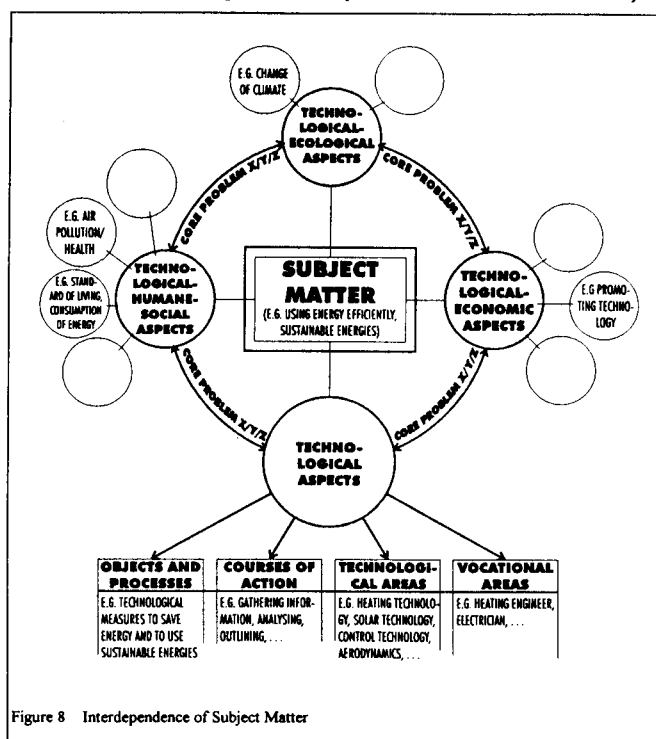 E.G. CHANGE
OF CLIMATE
TECHNO-
LOGICAL-
ECOLOGICAL
ASPECTS
CORE PROBLEM X/Y/Z
CORE PROBLEM X/Y/Z
E.G. AIR
POLLUTION/
HEALTH
E.G. STAND-
ARD OF LIVING,
CONSUMPTION
OF ENERGY
TECHNO-
LOGICAL-
HUMANE-
SOCIAL
ASPECTS
SUBJECT
MATTER
(E.G. USING ENERGY EFFICIENTLY,
SUSTAINABLE ENERGIES)
TECHNO-
LOGICAL-
ECONOMIC
ASPECTS
E.G PROMO-
TING TECHNO-
LOGY
CORE PROBLEM X/Y/Z
CORE PROBLEM X/Y/Z
TECHNO-
LOGICAL
ASPECTS
OBJECTS AND
PROCESSES
E.G. TECHNOLOGICAL
MEASURES TO SAVE
ENERGY AND TO USE
SUSTAINABLE ENERGIES
COURSES OF
ACTION
E.G. GATHERING INFOR-
MATION, ANALYSING,
OUTLINING, . . .
TECHNOLOGI-
CAL AREAS
E.G. HEATING TECHNOLO-
GY, SOLAR TECHNOLOGY,
CONTROL TECHNOLOGY,
AERODYNAMICS, . . .
VOCATIONAL
AREAS
E.G. HEATING ENGINEER,
ELECTRICIAN, . . .
Figure 8 Interdependence of Subject Matter